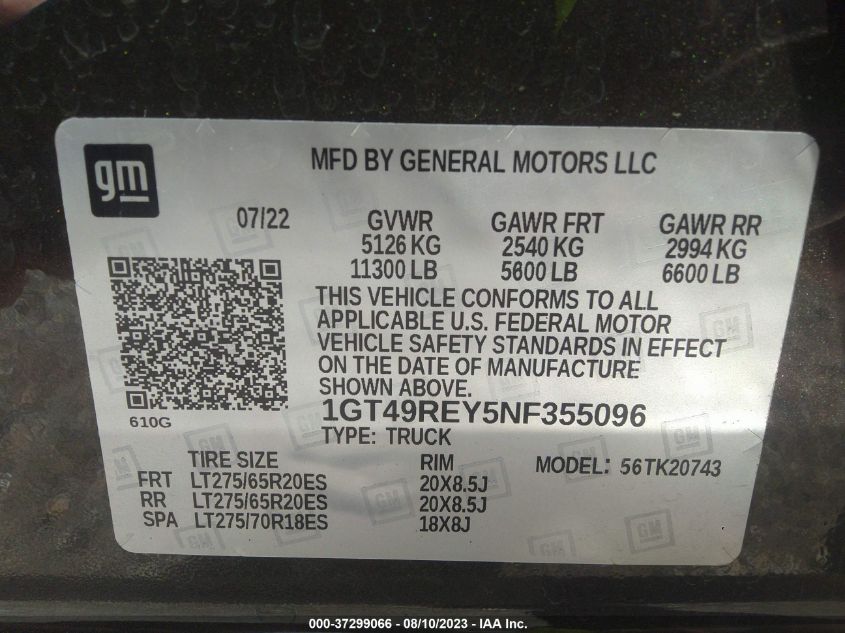 gm
MFD BY GENERAL MOTORS LLC
07/22 GVWR GAWR FRT GAWR RR
5126 KG 2540 KG 2994 KG
11300 LB 5600 LB 6600 LB
THIS VEHICLE CONFORMS TO ALL
APPLICABLE U.S. FEDERAL MOTOR
VEHICLE SAFETY STANDARDS IN EFFECT
ON THE DATE OF MANUFACTURE
SHOWN ABOVE.
1GT49REY5NF355096
610G
TYPE: TRUCK
TIRE SIZE RIM MODEL: 56TK20743
FRT LT275/65R20ES 20X8.5J
RR LT275/65R20ES 20X8.5J
SPA LT275/70R18ES 18X8J
000-37299066 - 08/10/2023 - IAA Inc.